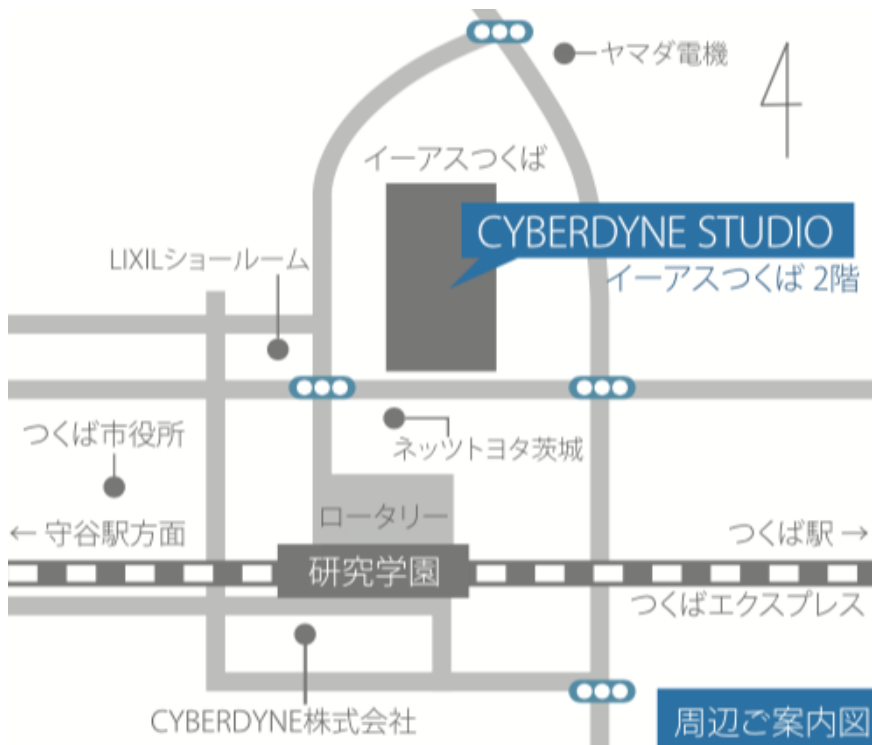 ヤマダ電機
イーアスつくば
CYBERDYNE STUDIO
イーアスつくば 2階
LIXILショールーム
つくば市役所
ネッツトヨタ茨城
ロータリー
← 守谷駅方面
つくば駅 →
研究学園
つくばエクスプレス
CYBERDYNE株式会社
周辺ご案内図